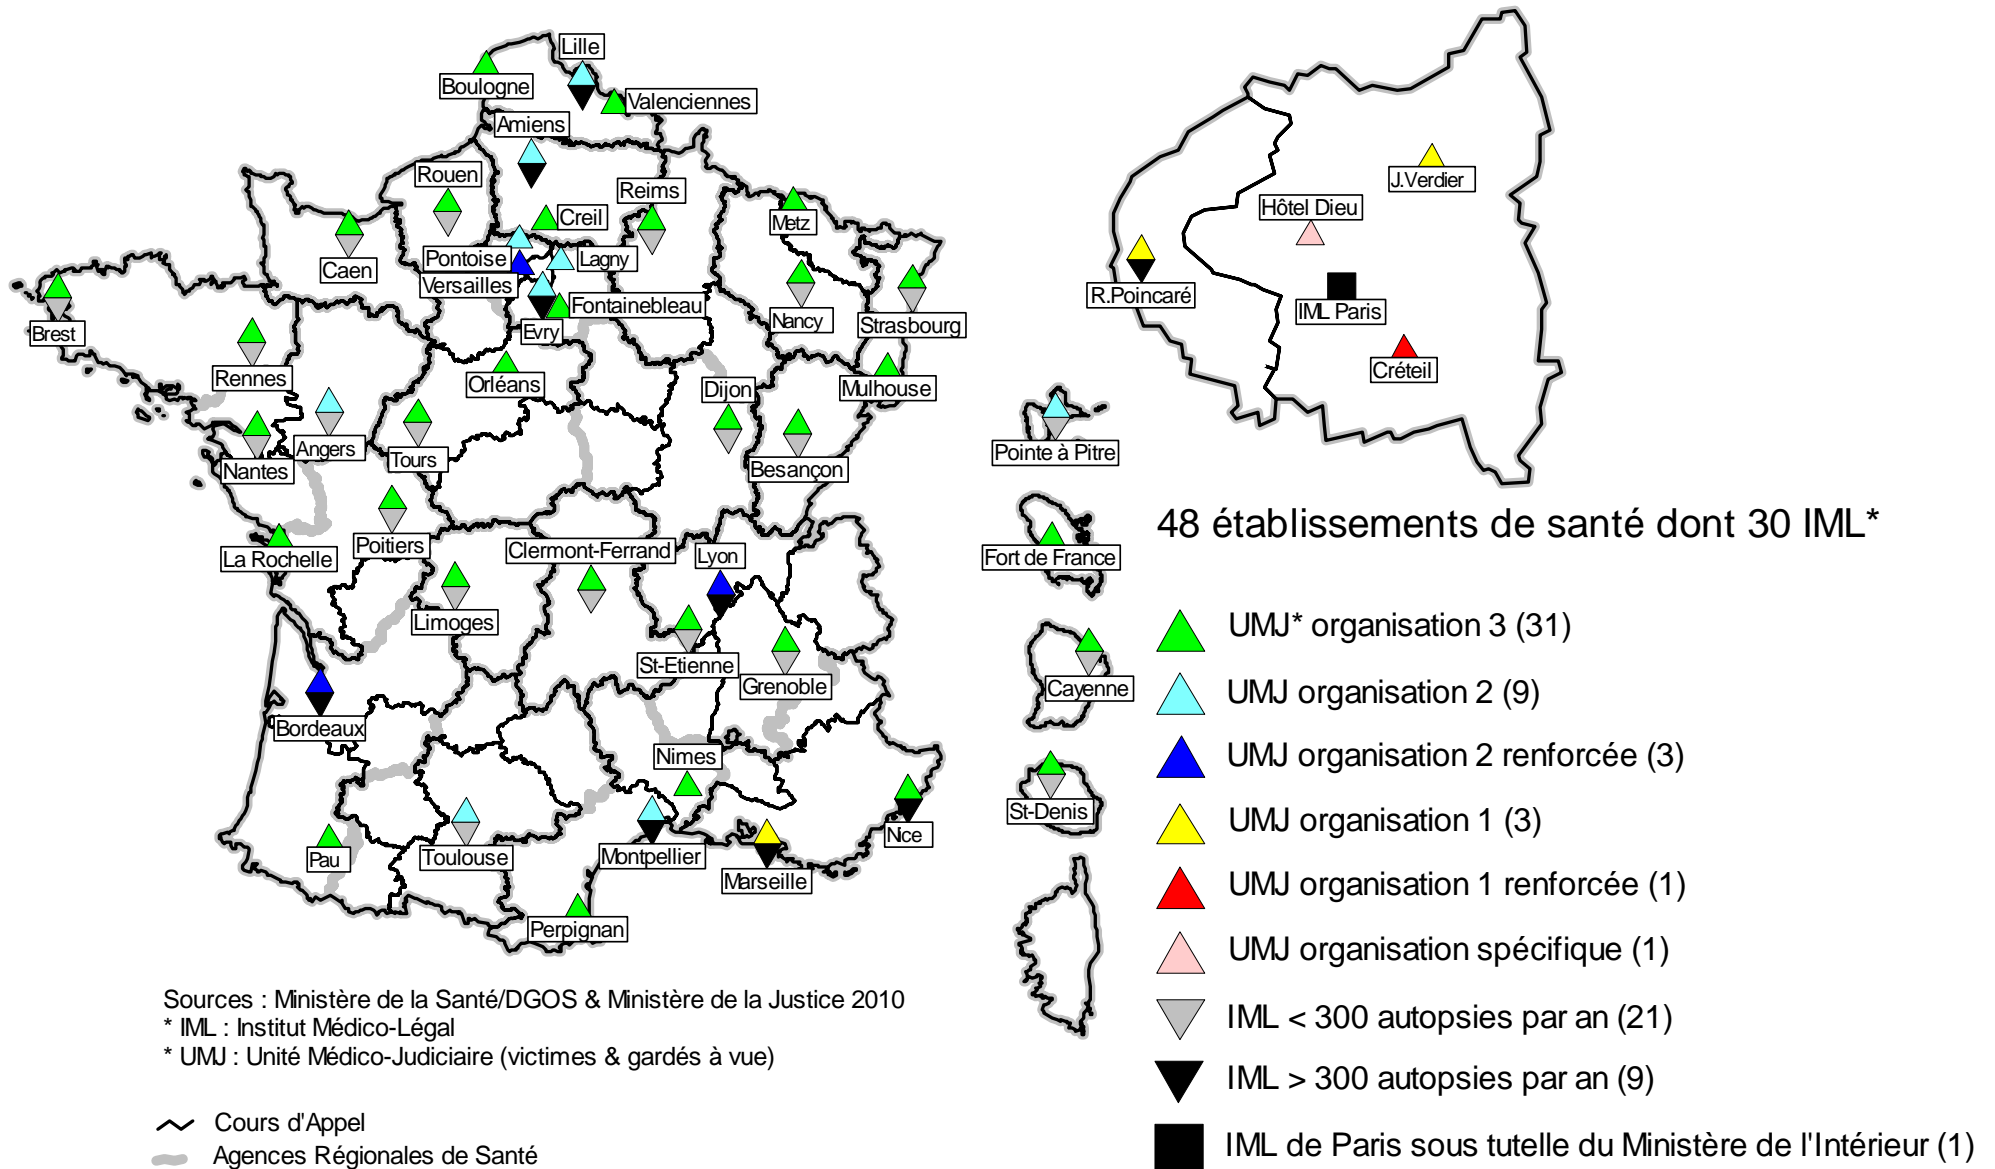 Lille
Boulogne
Valenciennes
Amiens
Rouen
Reims
Creil
Metz
Caen
Pontoise
Lagny
Versailles
Fontainebleau
Brest
Evry
Nancy
Strasbourg
Rennes
Orléans
Dijon
Mulhouse
Nantes
Angers
Tours
Besançon
La Rochelle
Poitiers
Clermont-Ferrand
Lyon
Limoges
St-Etienne
Grenoble
Bordeaux
Nimes
Pau
Toulouse
Montpellier
Marseille
Nice
Perpignan
J.Verdier
Hôtel Dieu
R.Poincaré
IML Paris
Créteil
Pointe à Pitre
Fort de France
Cayenne
St-Denis
48 établissements de santé dont 30 IML*
UMJ* organisation 3 (31)
UMJ organisation 2 (9)
UMJ organisation 2 renforcée (3)
UMJ organisation 1 (3)
UMJ organisation 1 renforcée (1)
UMJ organisation spécifique (1)
IML < 300 autopsies par an (21)
IML > 300 autopsies par an (9)
IML de Paris sous tutelle du Ministère de l'Intérieur (1)
Sources : Ministère de la Santé/DGOS & Ministère de la Justice 2010
* IML : Institut Médico-Légal
* UMJ : Unité Médico-Judiciaire (victimes & gardés à vue)
Cours d'Appel
Agences Régionales de Santé